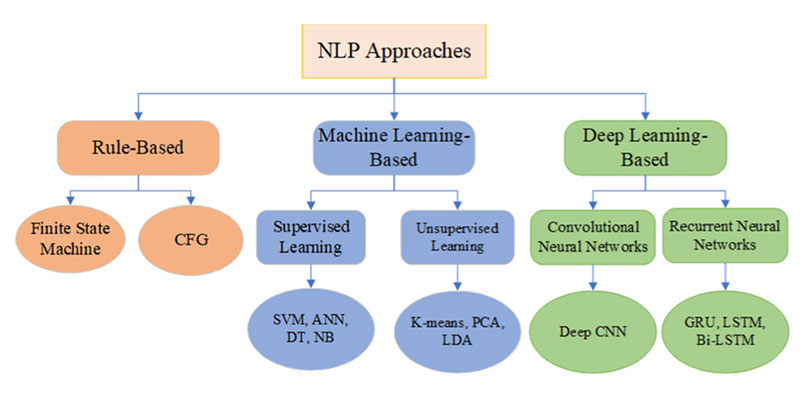 NLP Approaches
Rule-Based
Machine Learning-
Based
Deep Learning-
Based
Finite State
Machine
CFG
Supervised
Learning
Unsupervised
Learning
Convolutional
Neural Networks
Recurrent Neural
Networks
SVM, ANN,
DT, NB
K-means, PCA,
LDA
Deep CNN
GRU, LSTM,
Bi-LSTM